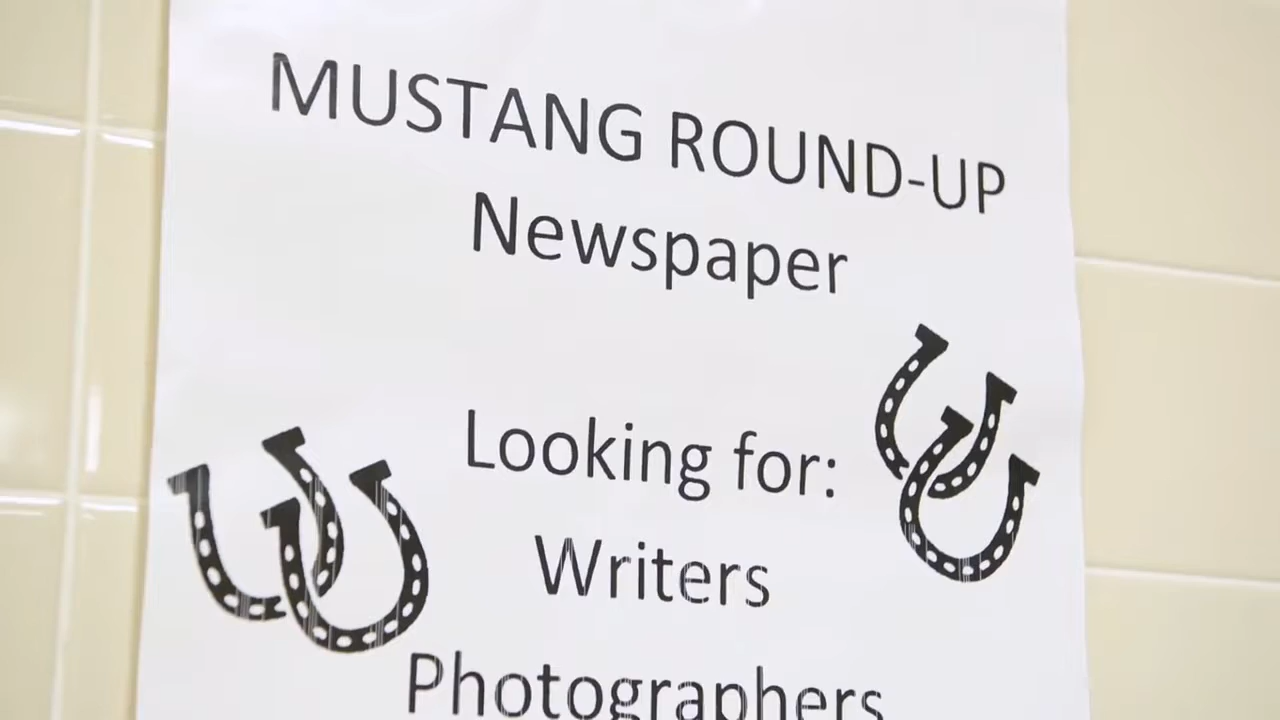 MUSTANG ROUND-UP
Newspaper
Looking for:
Writers
Photographers